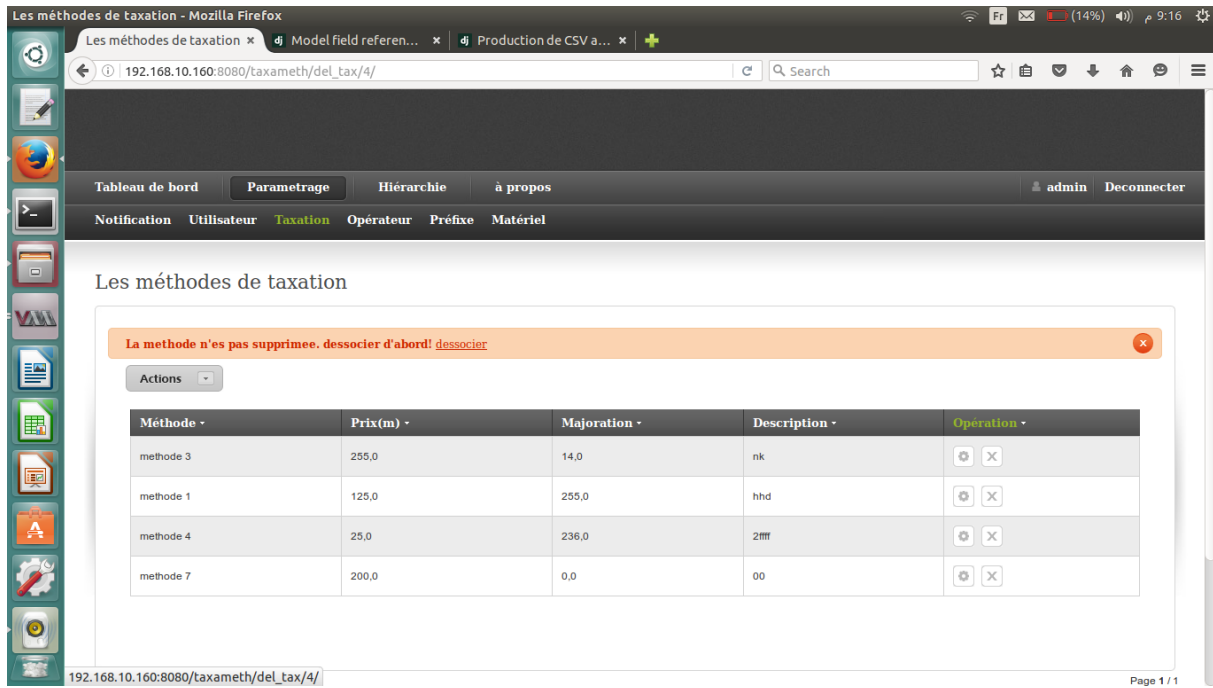 Les méthodes de taxation - Mozilla Firefox
Fr (14%) 9:16 م
Les méthodes de taxation × dj Model field referen... × dj Production de CSV a... ×
192.168.10.160:8080/taxameth/del_tax/4/ Search
Tableau de bord Parametrage Hiérarchie à propos admin Deconnecter
Notification Utilisateur Taxation Opérateur Préfixe Matériel
Les méthodes de taxation
La methode n'es pas supprimee. dessocier d'abord! dessocier
Actions
Méthode Prix(m) Majoration Description Opération
methode 3 255,0 14,0 nk
methode 1 125,0 255,0 hhd
methode 4 25,0 236,0 2ffff
methode 7 200,0 0,0 00
192.168.10.160:8080/taxameth/del_tax/4/
Page 1 / 1